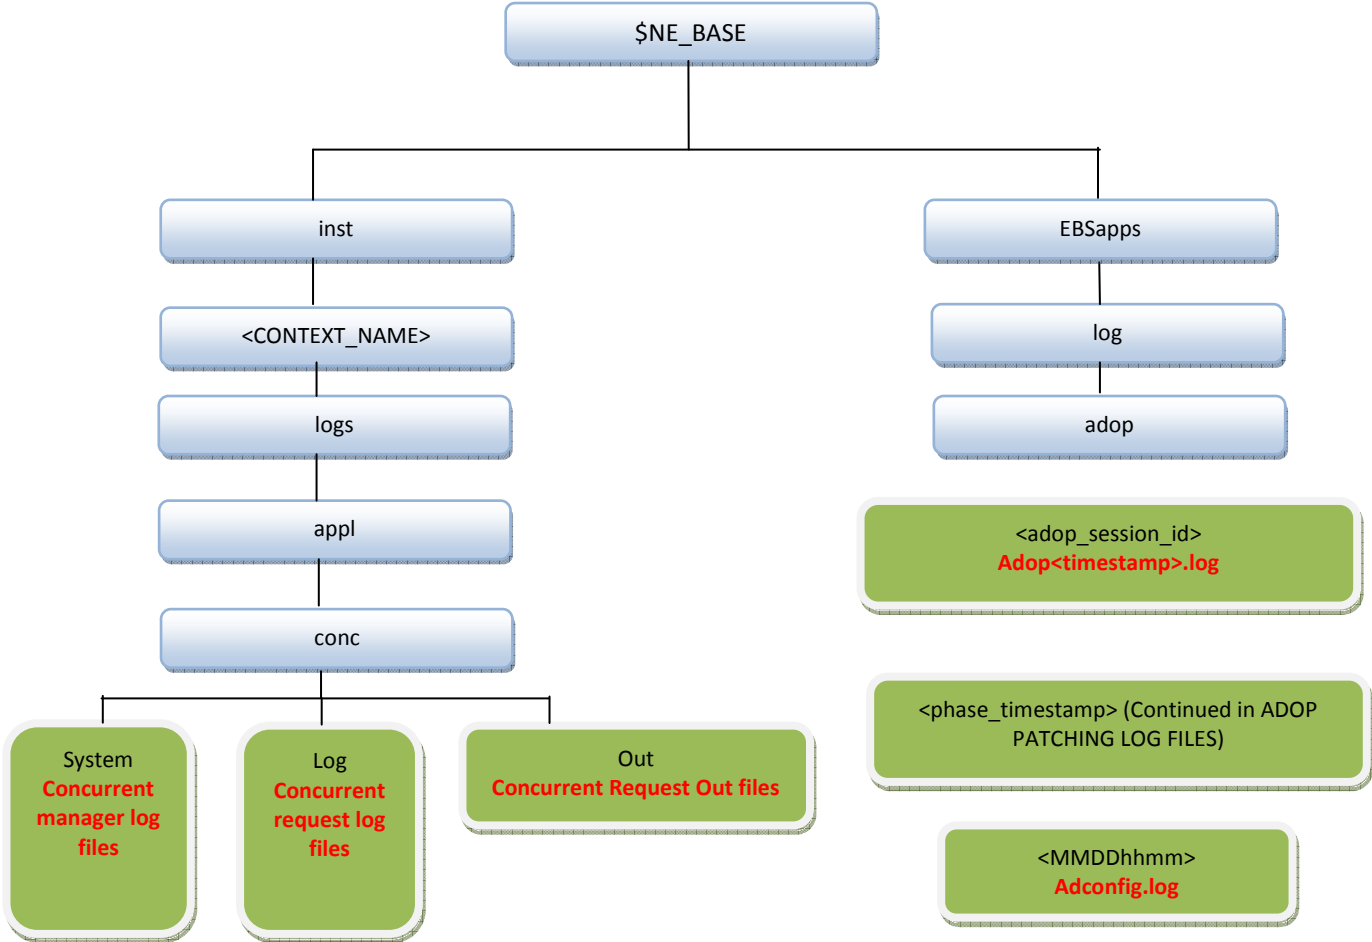 $NE_BASE
inst
EBSapps
<CONTEXT_NAME>
log
logs
adop
appl
<adop_session_id>
Adop<timestamp>.log
conc
<phase_timestamp> (Continued in ADOP
PATCHING LOG FILES)
System
Concurrent
manager log
files
Log
Concurrent
request log
files
Out
Concurrent Request Out files
<MMDDhhmm>
Adconfig.log